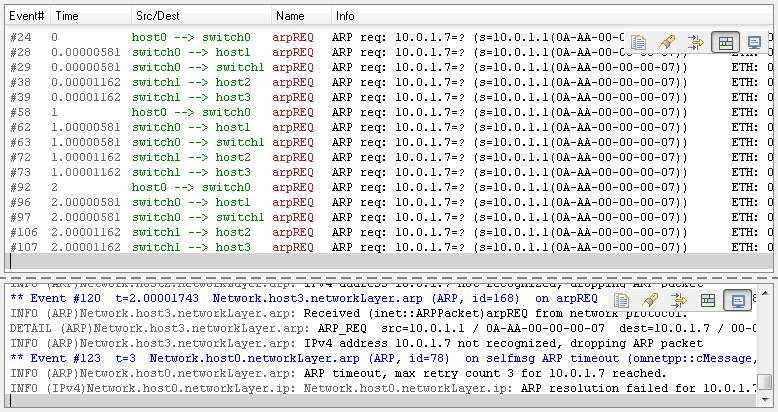 Event# Time Src/Dest Name Info
#24 0 host0 --> switch0 arpREQ ARP req: 10.0.1.7=? (s=10.0.1.1(0A-AA-00-0
#28 0.00000581 switch0 --> host1 arpREQ ARP req: 10.0.1.7=? (s=10.0.1.1(0A-AA-00-00-00-07)) ETH: 0
#29 0.00000581 switch0 --> switch1 arpREQ ARP req: 10.0.1.7=? (s=10.0.1.1(0A-AA-00-00-00-07)) ETH: 0
#38 0.00001162 switch1 --> host2 arpREQ ARP req: 10.0.1.7=? (s=10.0.1.1(0A-AA-00-00-00-07)) ETH: 0
#39 0.00001162 switch1 --> host3 arpREQ ARP req: 10.0.1.7=? (s=10.0.1.1(0A-AA-00-00-00-07)) ETH: 0
#58 1 host0 --> switch0 arpREQ ARP req: 10.0.1.7=? (s=10.0.1.1(0A-AA-00-00-00-07)) ETH: 0
#62 1.00000581 switch0 --> host1 arpREQ ARP req: 10.0.1.7=? (s=10.0.1.1(0A-AA-00-00-00-07)) ETH: 0
#63 1.00000581 switch0 --> switch1 arpREQ ARP req: 10.0.1.7=? (s=10.0.1.1(0A-AA-00-00-00-07)) ETH: 0
#72 1.00001162 switch1 --> host2 arpREQ ARP req: 10.0.1.7=? (s=10.0.1.1(0A-AA-00-00-00-07)) ETH: 0
#73 1.00001162 switch1 --> host3 arpREQ ARP req: 10.0.1.7=? (s=10.0.1.1(0A-AA-00-00-00-07)) ETH: 0
#92 2 host0 --> switch0 arpREQ ARP req: 10.0.1.7=? (s=10.0.1.1(0A-AA-00-00-00-07)) ETH: 0
#96 2.00000581 switch0 --> host1 arpREQ ARP req: 10.0.1.7=? (s=10.0.1.1(0A-AA-00-00-00-07)) ETH: 0
#97 2.00000581 switch0 --> switch1 arpREQ ARP req: 10.0.1.7=? (s=10.0.1.1(0A-AA-00-00-00-07)) ETH: 0
#106 2.00001162 switch1 --> host2 arpREQ ARP req: 10.0.1.7=? (s=10.0.1.1(0A-AA-00-00-00-07)) ETH: 0
#107 2.00001162 switch1 --> host3 arpREQ ARP req: 10.0.1.7=? (s=10.0.1.1(0A-AA-00-00-00-07)) ETH: 0
INFO (ARP)Network.host2.networkLayer.arp: IPv4 address 10.0.1.7 not recognized, dropping ARP packet
** Event #120 t=2.00001743 Network.host3.networkLayer.arp (ARP, id=168) on arpREQ
INFO (ARP)Network.host3.networkLayer.arp: Received (inet::ARPPacket)arpREQ from network protocol.
DETAIL (ARP)Network.host3.networkLayer.arp: ARP_REQ src=10.0.1.1 / 0A-AA-00-00-00-07 dest=10.0.1.7 / 00-0
INFO (ARP)Network.host3.networkLayer.arp: IPv4 address 10.0.1.7 not recognized, dropping ARP packet
** Event #123 t=3 Network.host0.networkLayer.arp (ARP, id=78) on selfmsg ARP timeout (omnetpp::cMessage,
INFO (ARP)Network.host0.networkLayer.arp: ARP timeout, max retry count 3 for 10.0.1.7 reached.
INFO (IPv4)Network.host0.networkLayer.ip: Network.host0.networkLayer.ip: ARP resolution failed for 10.0.1.7